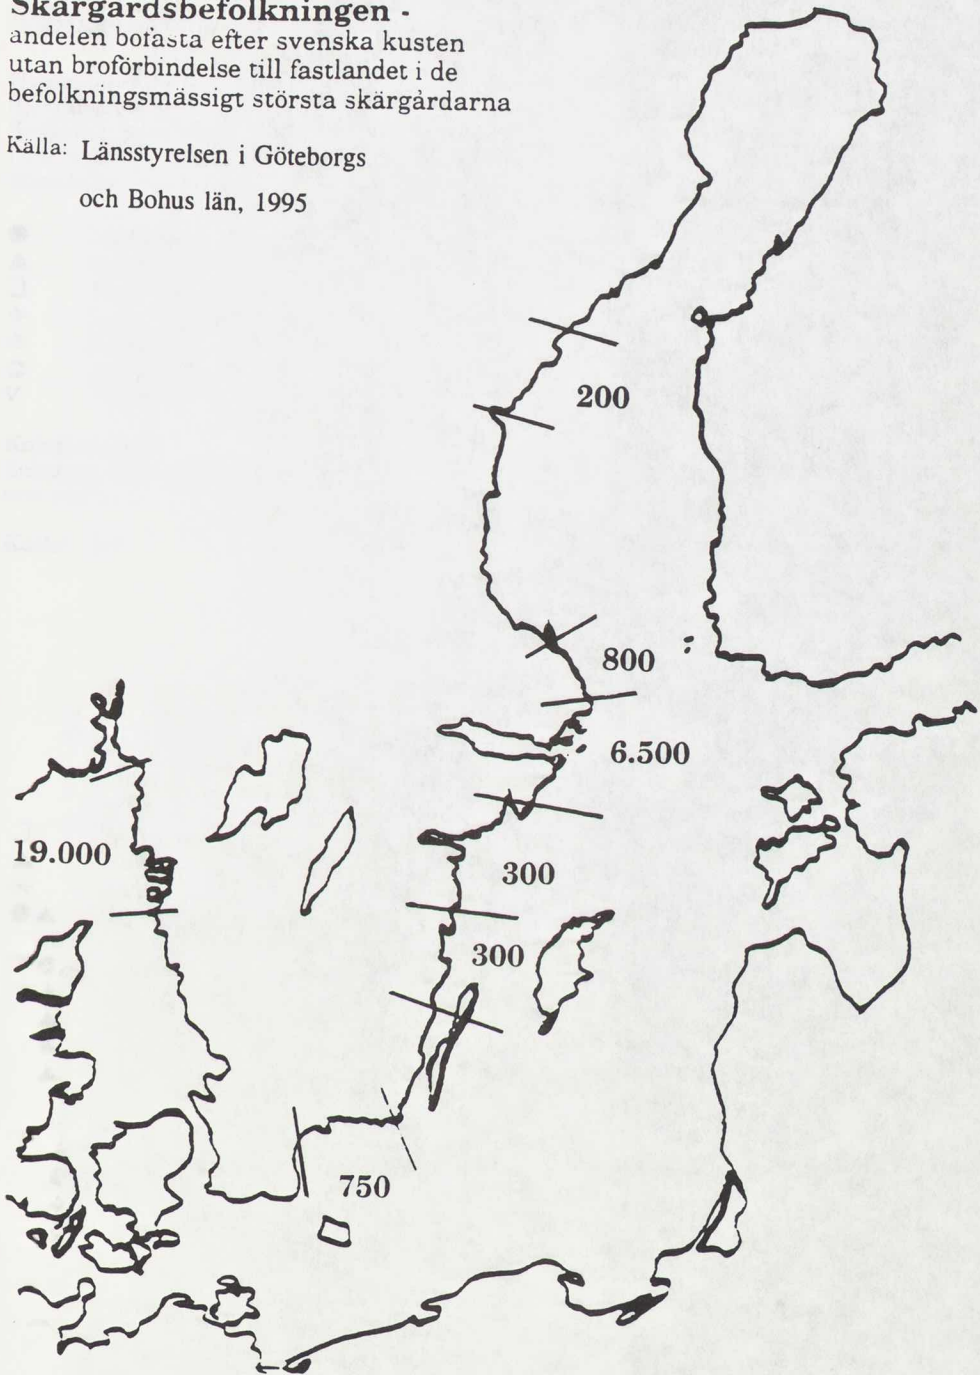 Skärgårdsbefolkningen -
andelen bofasta efter svenska kusten
utan broförbindelse till fastlandet i de
befolkningsmässigt största skärgårdarna
Källa: Länsstyrelsen i Göteborgs
och Bohus län, 1995
200
800
6.500
19.000
300
300
750